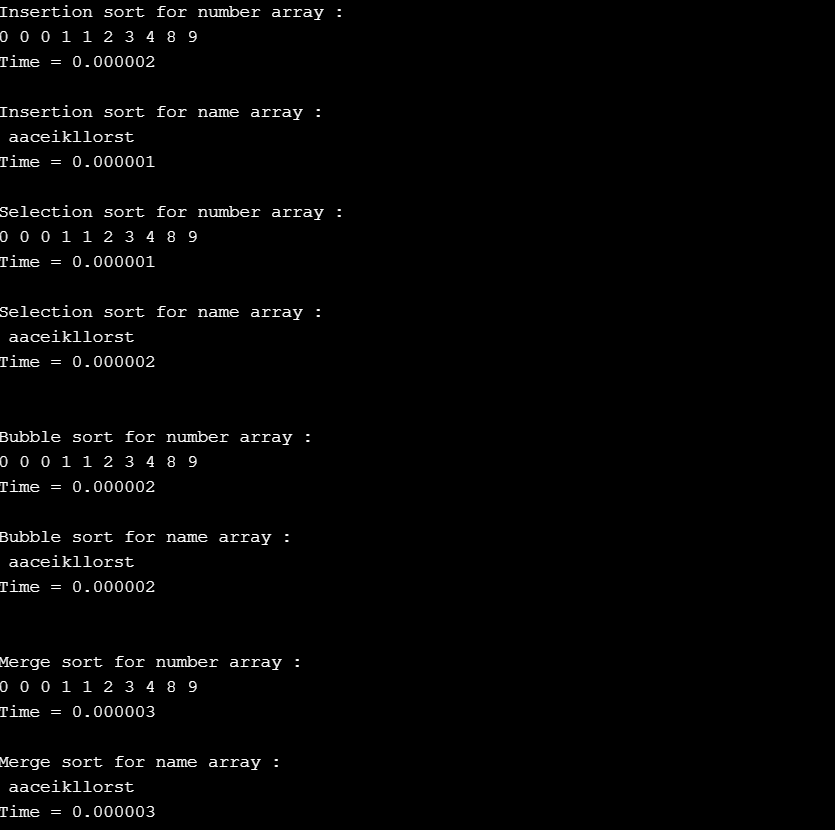 Insertion sort for number array :
0 0 0 1 1 2 3 4 8 9
Time = 0.000002
Insertion sort for name array :
aaceikllorst
Time = 0.000001
Selection sort for number array :
0 0 0 1 1 2 3 4 8 9
Time = 0.000001
Selection sort for name array :
aaceikllorst
Time = 0.000002
Bubble sort for number array :
0 0 0 1 1 2 3 4 8 9
Time = 0.000002
Bubble sort for name array :
aaceikllorst
Time = 0.000002
Merge sort for number array :
0 0 0 1 1 2 3 4 8 9
Time = 0.000003
Merge sort for name array :
aaceikllorst
Time = 0.000003